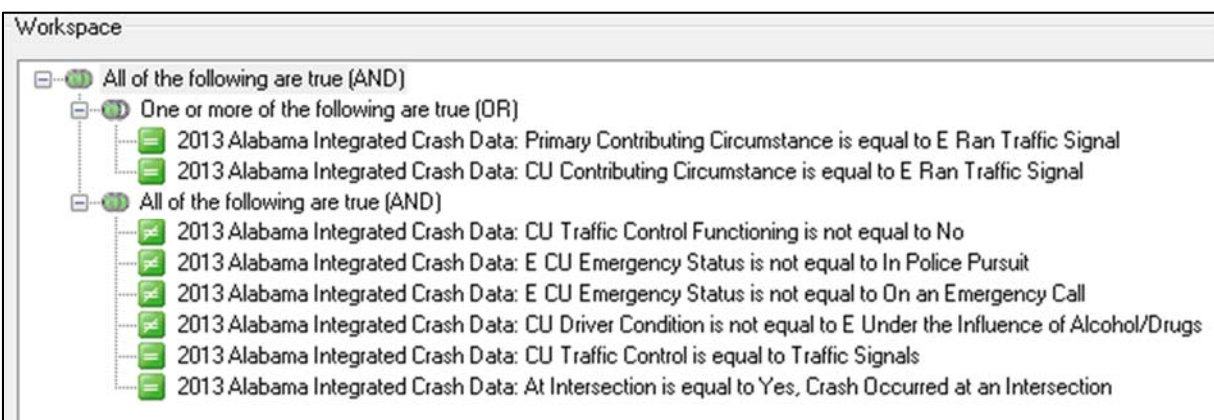 Workspace
All of the following are true (AND)
One or more of the following are true (OR)
2013 Alabama Integrated Crash Data: Primary Contributing Circumstance is equal to E Ran Traffic Signal
2013 Alabama Integrated Crash Data: CU Contributing Circumstance is equal to E Ran Traffic Signal
All of the following are true (AND)
2013 Alabama Integrated Crash Data: CU Traffic Control Functioning is not equal to No
2013 Alabama Integrated Crash Data: E CU Emergency Status is not equal to In Police Pursuit
2013 Alabama Integrated Crash Data: E CU Emergency Status is not equal to On an Emergency Call
2013 Alabama Integrated Crash Data: CU Driver Condition is not equal to E Under the Influence of Alcohol/Drugs
2013 Alabama Integrated Crash Data: CU Traffic Control is equal to Traffic Signals
2013 Alabama Integrated Crash Data: At Intersection is equal to Yes, Crash Occurred at an Intersection